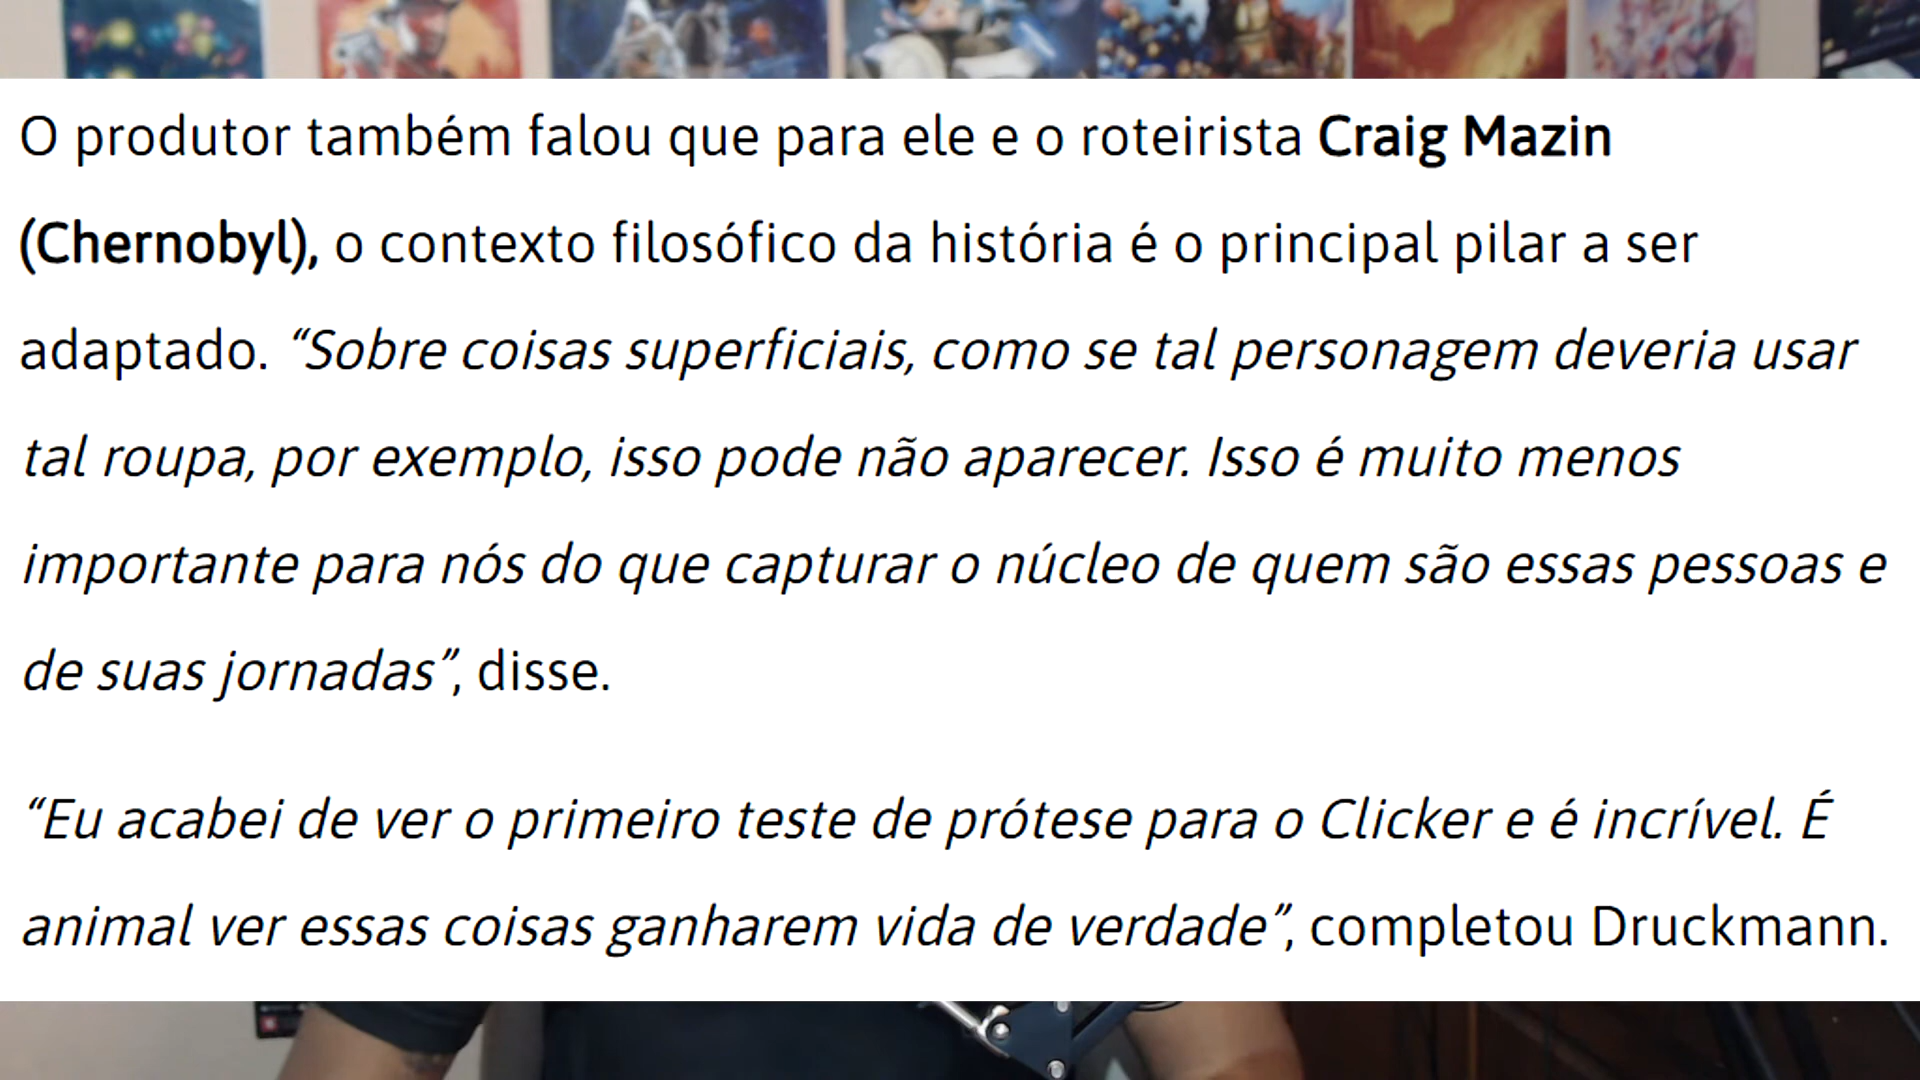 O produtor também falou que para ele e o roteirista Craig Mazin
(Chernobyl), o contexto filosófico da história é o principal pilar a ser
adaptado. “Sobre coisas superficiais, como se tal personagem deveria usar
tal roupa, por exemplo, isso pode não aparecer. Isso é muito menos
importante para nós do que capturar o núcleo de quem são essas pessoas e
de suas jornadas”, disse.
“Eu acabei de ver o primeiro teste de prótese para o Clicker e é incrível. É
animal ver essas coisas ganharem vida de verdade”, completou Druckmann.